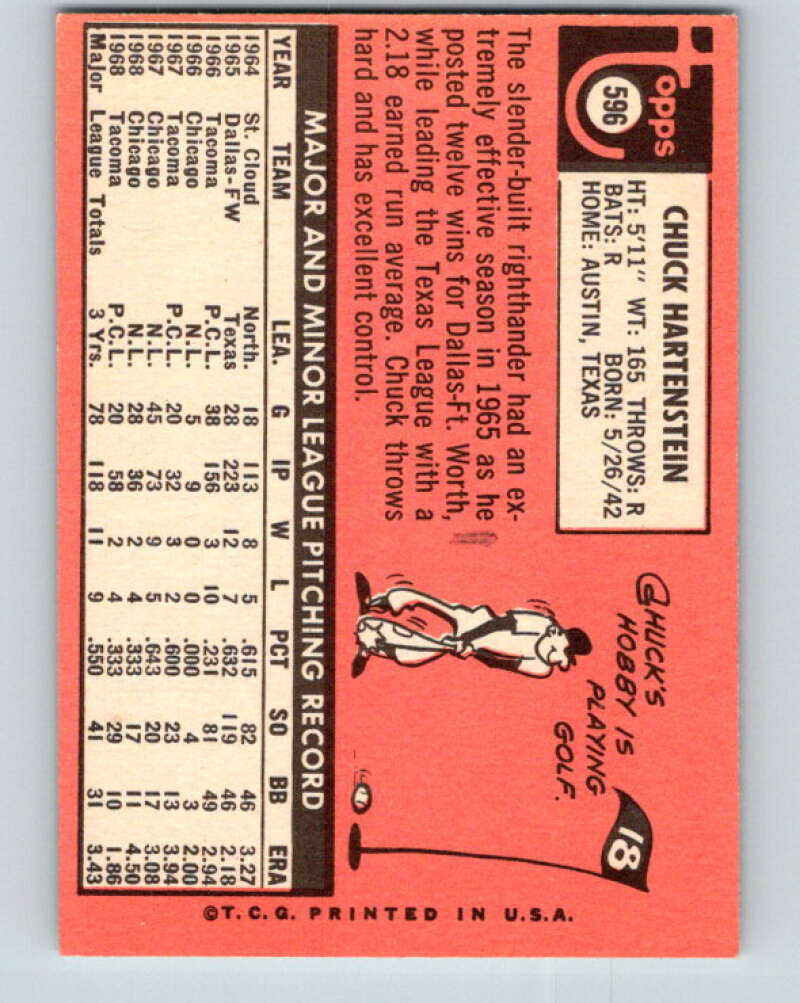 Topps
596
CHUCK HARTENSTEIN
HT: 5'11" WT: 165 THROWS: R
BATS: R BORN: 5/26/42
HOME: AUSTIN, TEXAS
The slender-built righthander had an ex-
tremely effective season in 1965 as he
posted twelve wins for Dallas-Ft. Worth,
while leading the Texas League with a
2.18 earned run average. Chuck throws
hard and has excellent control.
CHUCK'S
HOBBY IS
PLAYING
GOLF.
18
MAJOR AND MINOR LEAGUE PITCHING RECORD
YEAR TEAM LEA. G IP W L PCT SO BB ERA
1964 St. Cloud North. 18 113 8 5 .615 82 46 3.27
1965 Dallas-FW Texas 28 223 12 7 .632 119 46 2.18
1966 Tacoma P.C.L. 38 156 3 10 .231 81 49 2.94
1966 Chicago N.L. 5 9 0 0 .000 4 3 2.00
1967 Tacoma P.C.L. 20 32 3 2 .600 23 13 3.94
1967 Chicago N.L. 45 73 9 5 .643 20 17 3.08
1968 Chicago N.L. 28 36 2 4 .333 17 11 4.50
1968 Tacoma P.C.L. 20 58 2 4 .333 29 10 1.86
Major League Totals 3 Yrs. 78 118 11 9 .550 41 31 3.43
©T.C.G. PRINTED IN U.S.A.